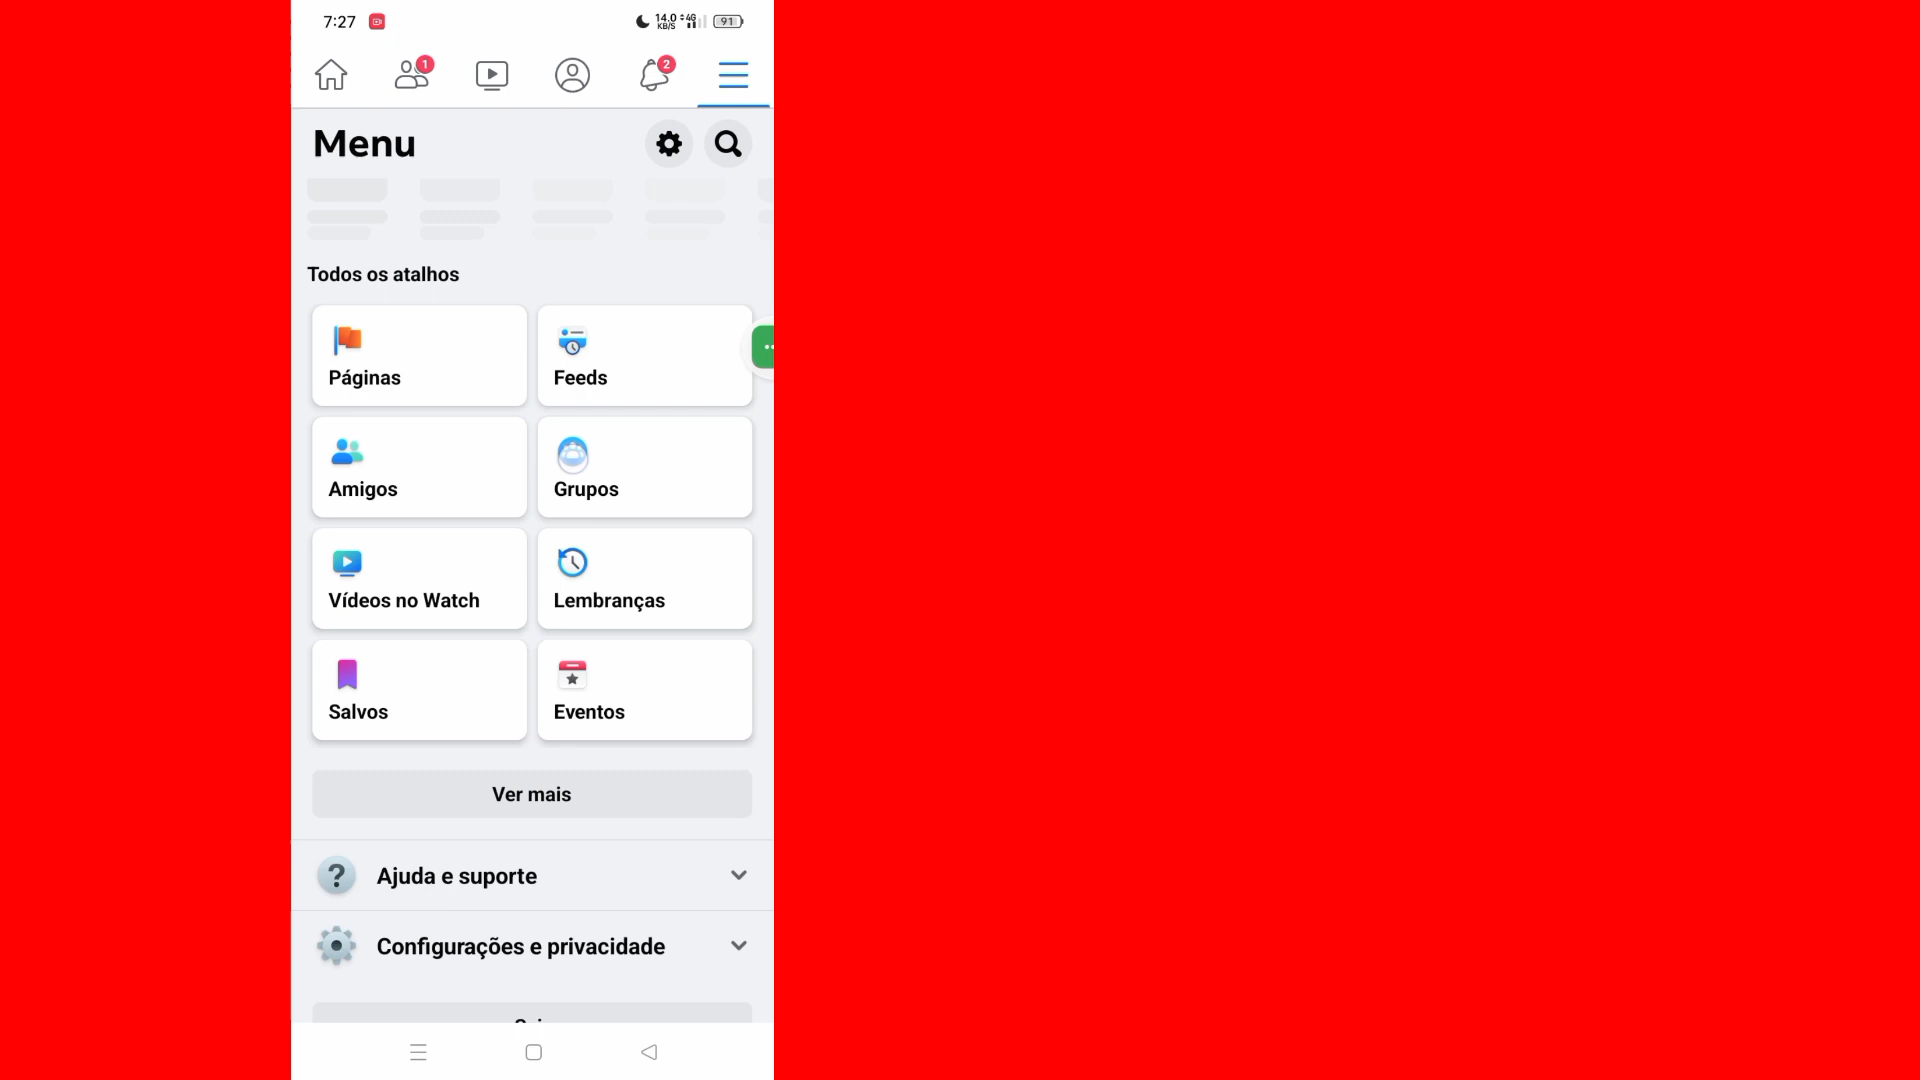 7:27
14.0 KB/S 4G 91
1
2
Menu
Todos os atalhos
Páginas
Feeds
Amigos
Grupos
Vídeos no Watch
Lembranças
Salvos
Eventos
Ver mais
? Ajuda e suporte
Configurações e privacidade